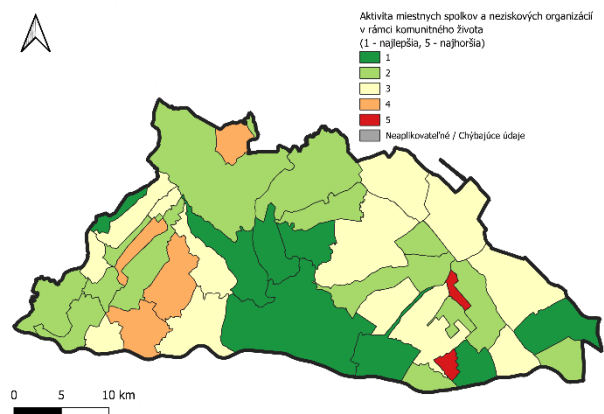 Aktivita miestnych spolkov a neziskových organizácií
v rámci komunitného života
(1 - najlepšia, 5 - najhoršia)
1
2
3
4
5
Neaplikovateľné / Chýbajúce údaje
0 5 10 km